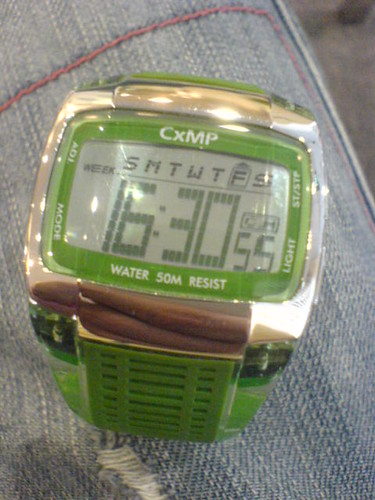 CxMP
ADJ
ST/STP
WEEK S M T W T F S
16:30 55
MODE
LIGHT
WATER 50M RESIST